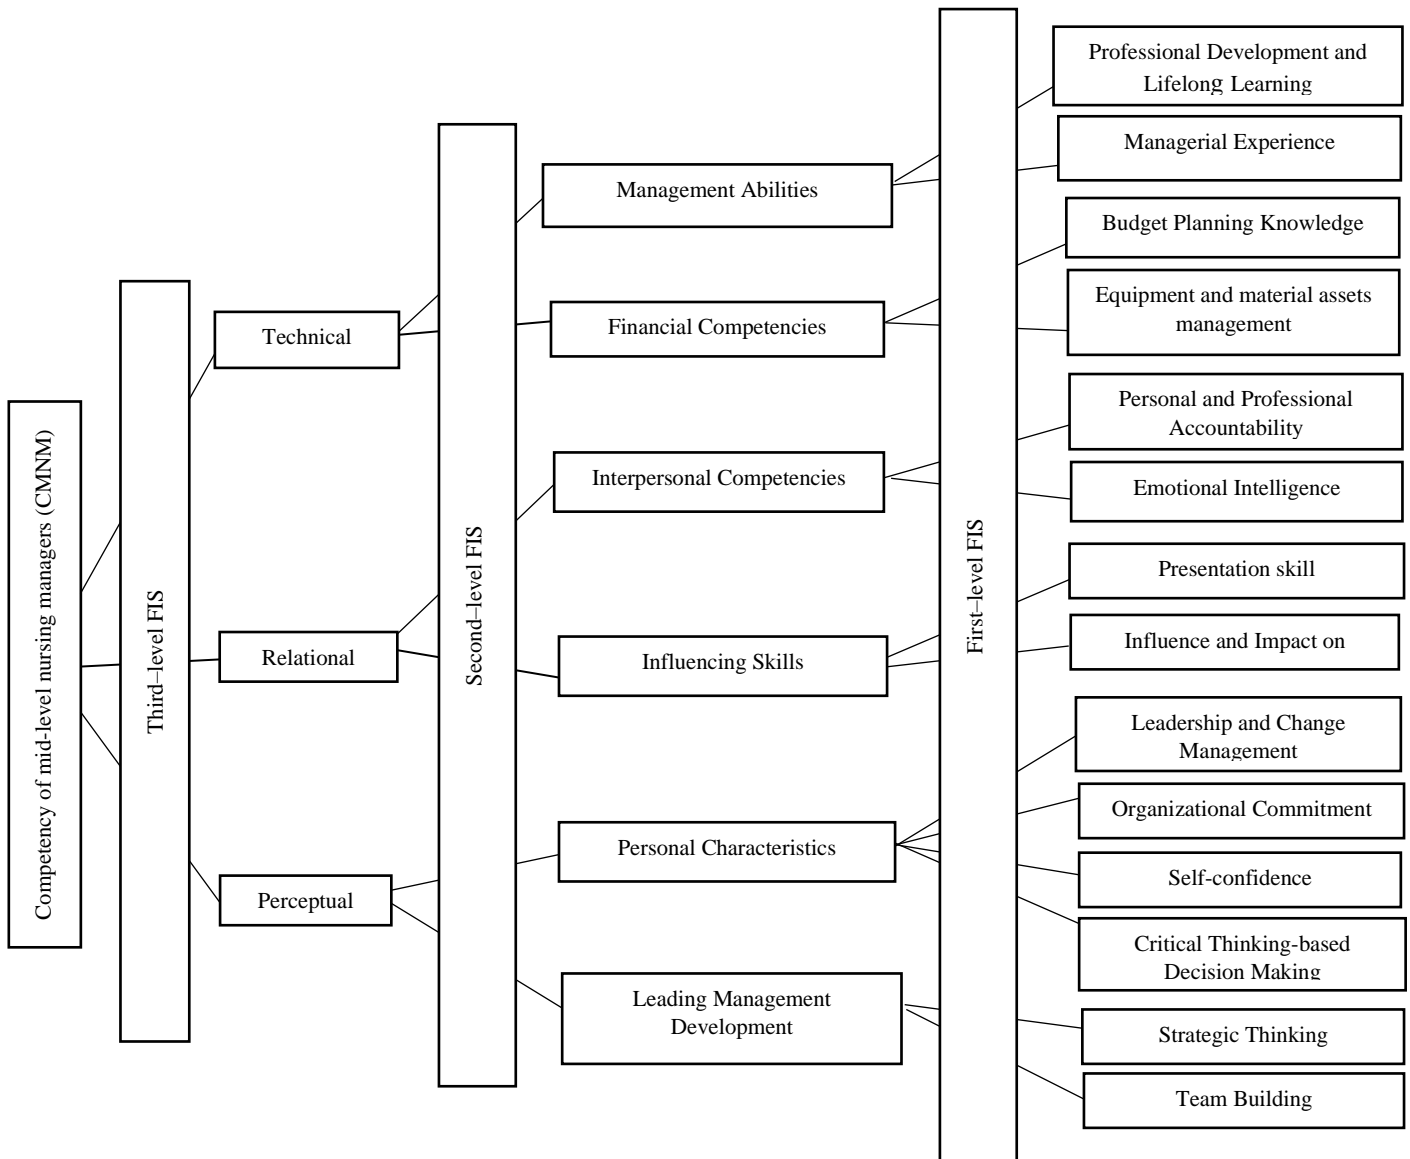 Competency of mid-level nursing managers (CMNM)
Third–level FIS
Technical
Relational
Perceptual
Second–level FIS
Management Abilities
Financial Competencies
Interpersonal Competencies
Influencing Skills
Personal Characteristics
Leading Management
Development
First–level FIS
Professional Development and
Lifelong Learning
Managerial Experience
Budget Planning Knowledge
Equipment and material assets
management
Personal and Professional
Accountability
Emotional Intelligence
Presentation skill
Influence and Impact on
Leadership and Change
Management
Organizational Commitment
Self-confidence
Critical Thinking-based
Decision Making
Strategic Thinking
Team Building